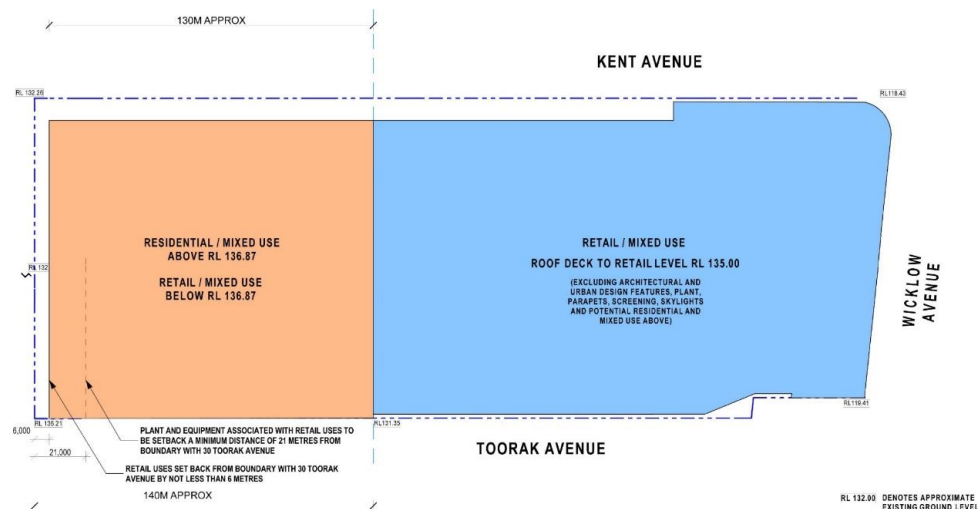 130M APPROX
KENT AVENUE
RL 132.26
RL118.43
RESIDENTIAL / MIXED USE
ABOVE RL 136.87
RETAIL / MIXED USE
BELOW RL 136.87
RETAIL / MIXED USE
ROOF DECK TO RETAIL LEVEL RL 135.00
(EXCLUDING ARCHITECTURAL AND
URBAN DESIGN FEATURES, PLANT,
PARAPETS, SCREENING, SKYLIGHTS
AND POTENTIAL RESIDENTIAL AND
MIXED USE ABOVE)
RL 132
WICKLOW
AVENUE
RL119.41
RL 135.21
RL131.35
6,000
21,000
PLANT AND EQUIPMENT ASSOCIATED WITH RETAIL USES TO
BE SETBACK A MINIMUM DISTANCE OF 21 METRES FROM
BOUNDARY WITH 30 TOORAK AVENUE
RETAIL USES SET BACK FROM BOUNDARY WITH 30 TOORAK
AVENUE BY NOT LESS THAN 6 METRES
TOORAK AVENUE
140M APPROX
RL 132.00 DENOTES APPROXIMATE
EXISTING GROUND LEVEL